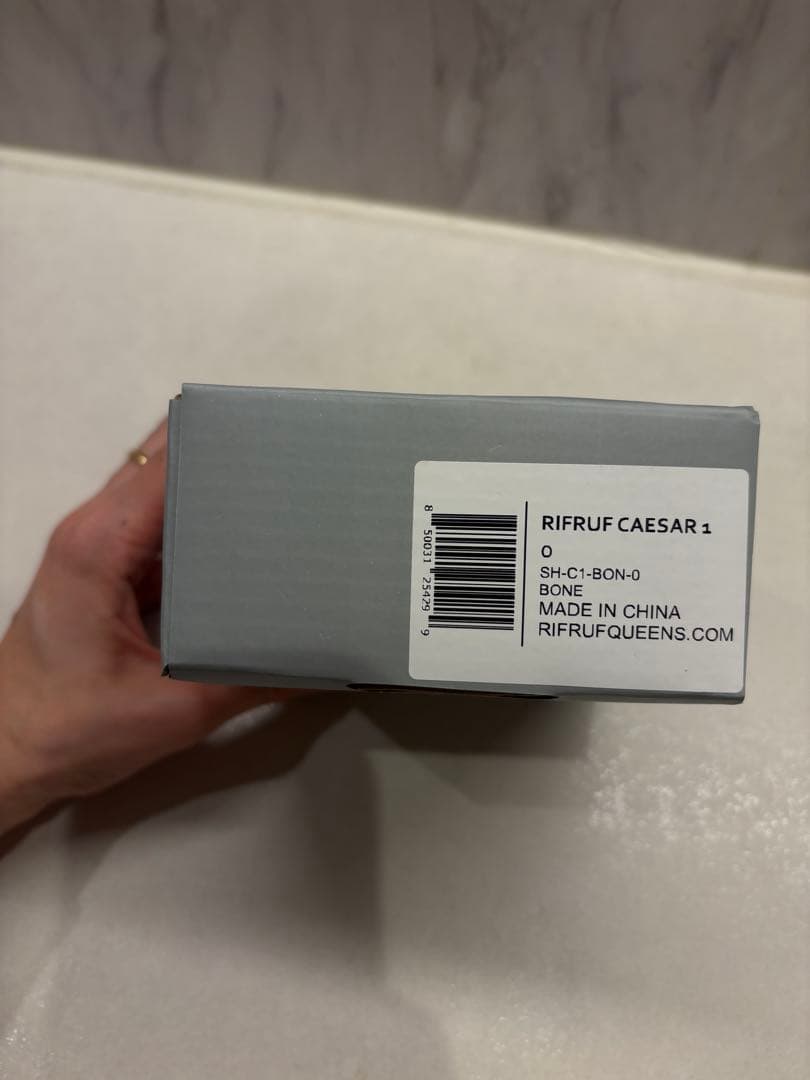 8 50031 25429 9
RIFRUF CAESAR 1
0
SH-C1-BON-0
BONE
MADE IN CHINA
RIFRUFQUEENS.COM